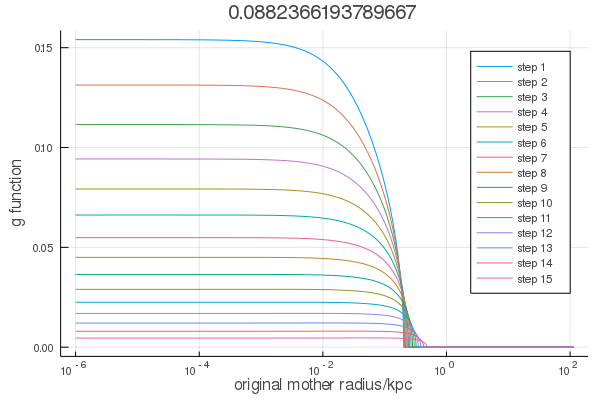 0.0882366193789667
g function
0.15
0.10
0.05
0.00
10^-6
10^-4
10^-2
10^0
10^2
original mother radius/kpc
step 1
step 2
step 3
step 4
step 5
step 6
step 7
step 8
step 9
step 10
step 11
step 12
step 13
step 14
step 15